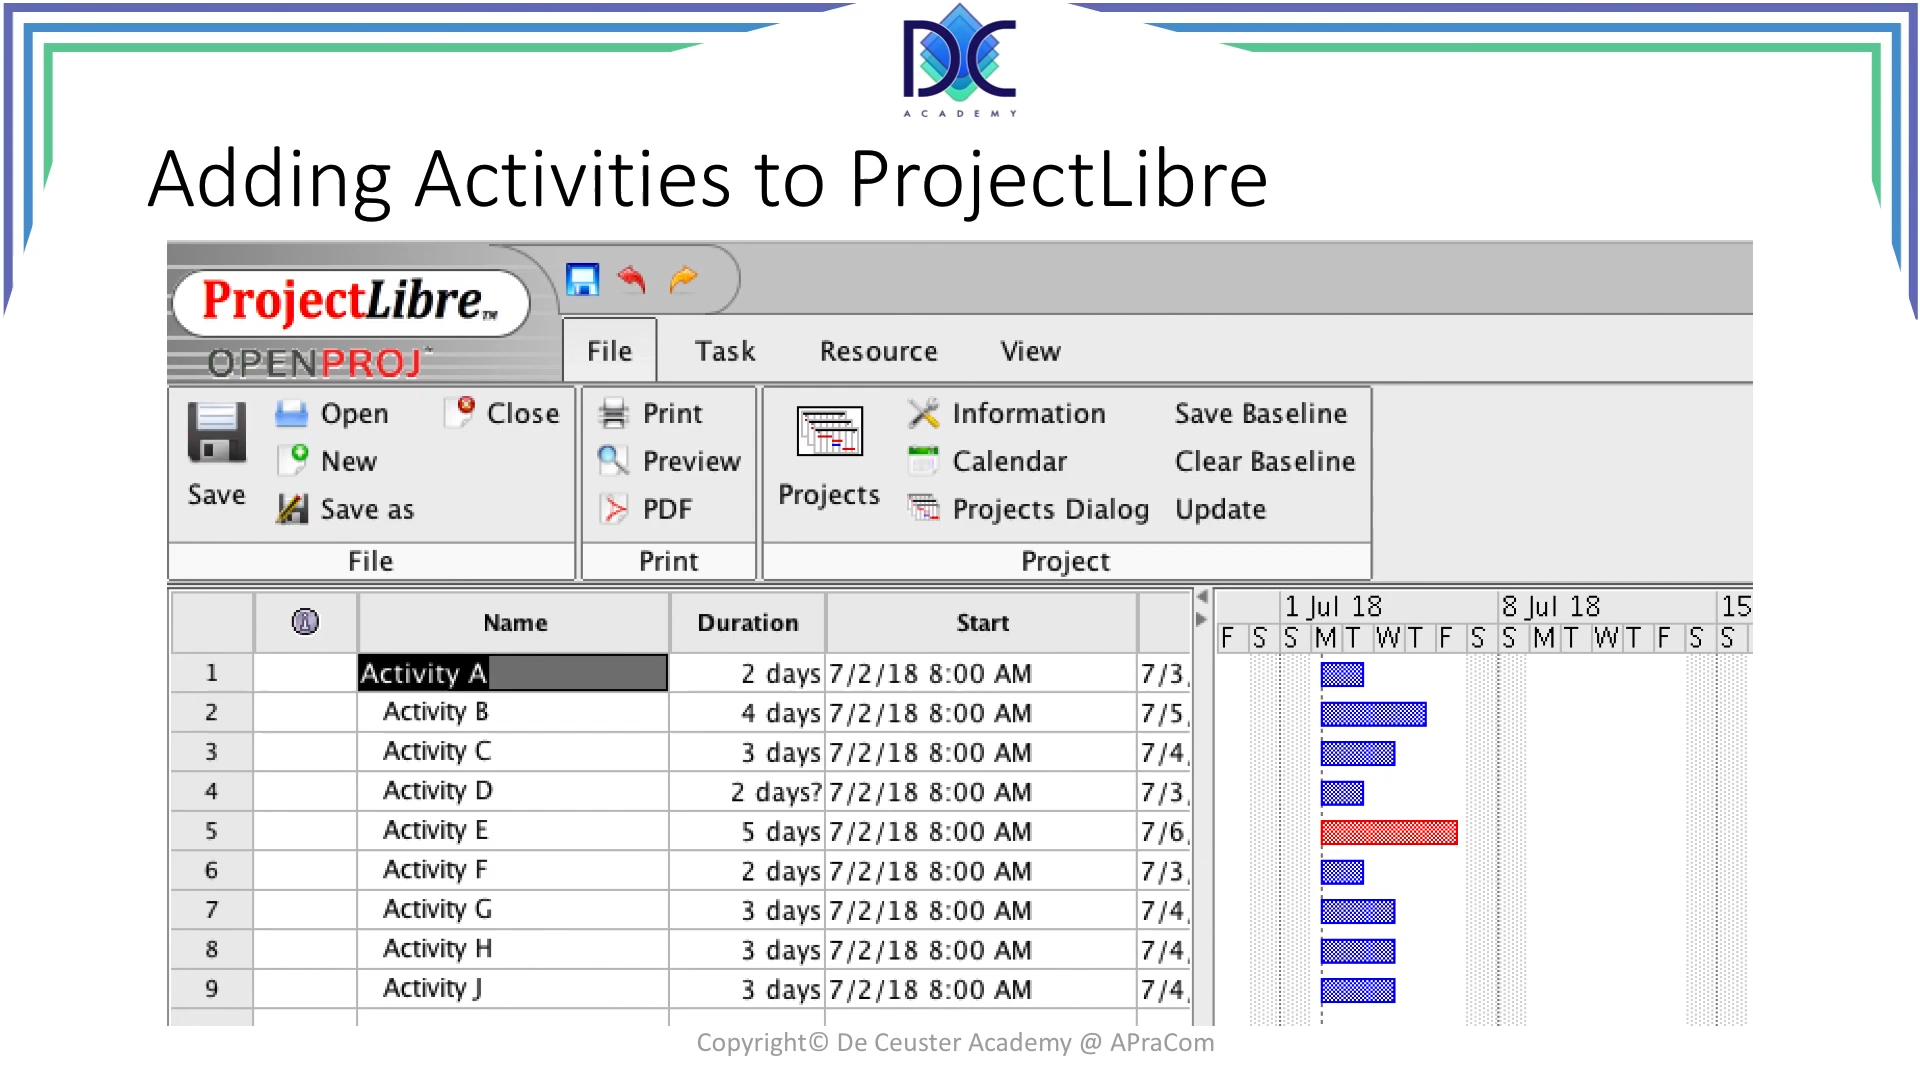 DC
ACADEMY
Adding Activities to ProjectLibre
ProjectLibre™
OPENPROJ
File Task Resource View
Open Close Print Information Save Baseline
New Preview Calendar Clear Baseline
Save Projects
Save as PDF Projects Dialog Update
File Print Project
1 Jul 18 8 Jul 18 15
Name Duration Start
F S S M T W T F S S M T W T F S S
1 Activity A 2 days 7/2/18 8:00 AM 7/3
2 Activity B 4 days 7/2/18 8:00 AM 7/5
3 Activity C 3 days 7/2/18 8:00 AM 7/4
4 Activity D 2 days? 7/2/18 8:00 AM 7/3
5 Activity E 5 days 7/2/18 8:00 AM 7/6
6 Activity F 2 days 7/2/18 8:00 AM 7/3
7 Activity G 3 days 7/2/18 8:00 AM 7/4
8 Activity H 3 days 7/2/18 8:00 AM 7/4
9 Activity J 3 days 7/2/18 8:00 AM 7/4
Copyright© De Ceuster Academy @ APraCom